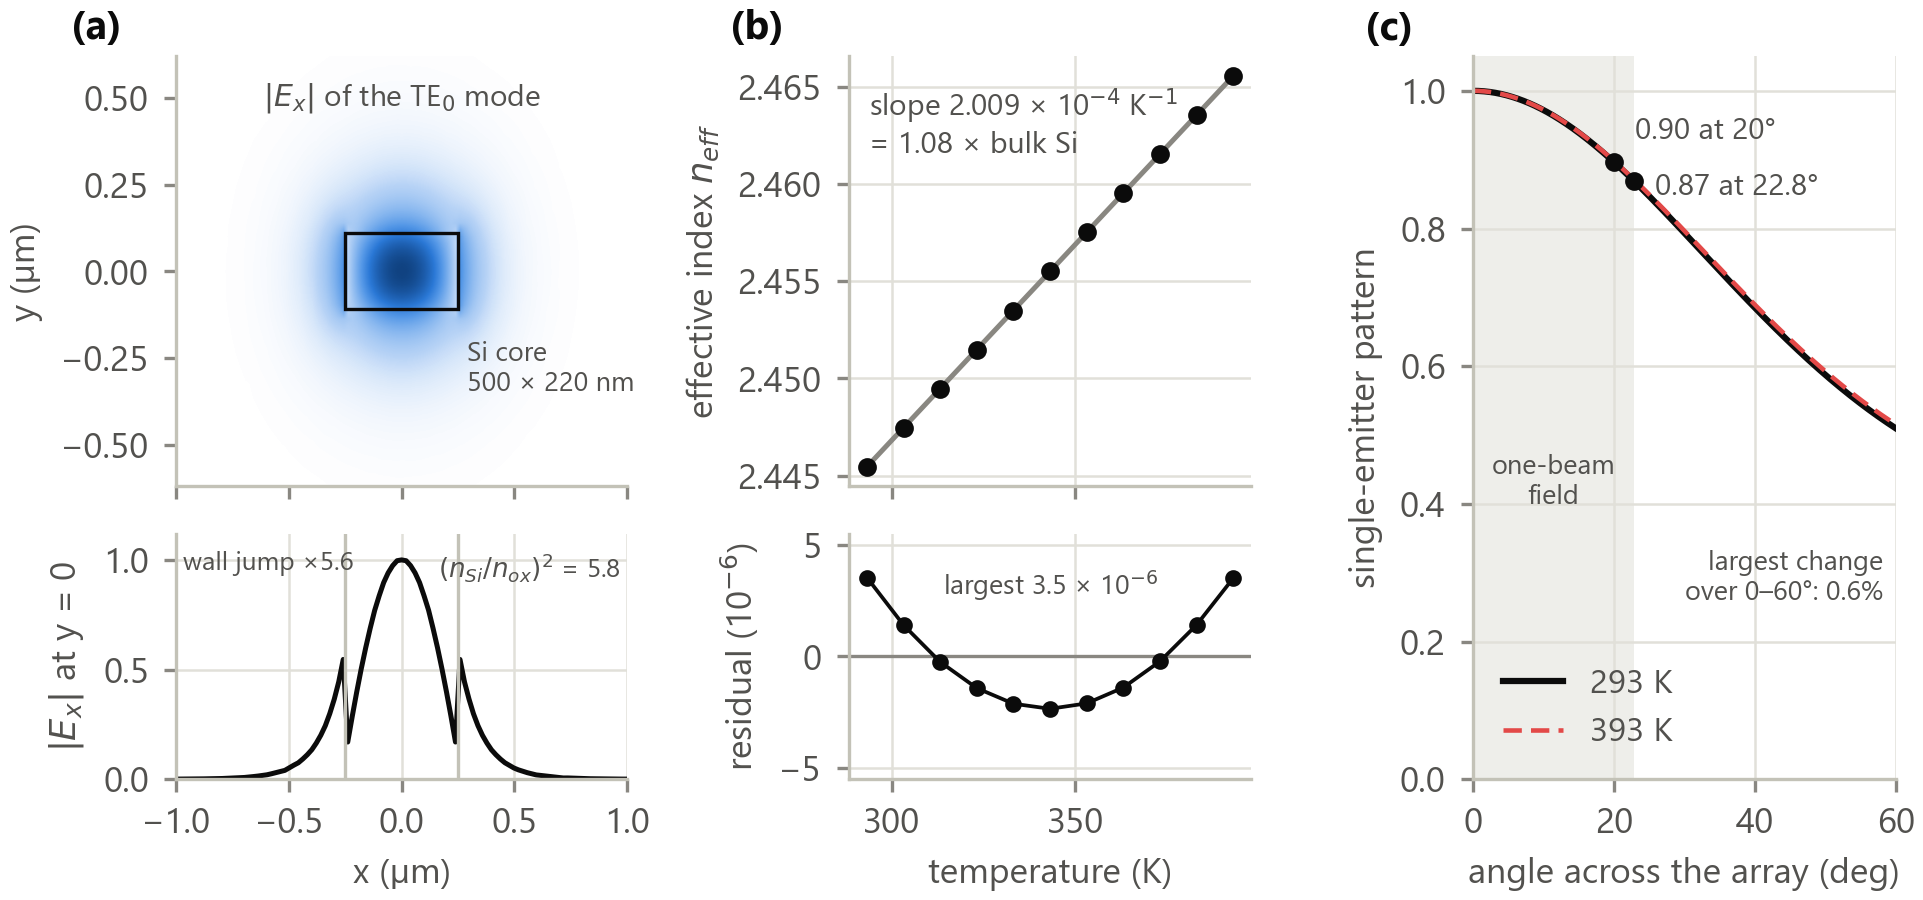 (a)
|E_x| of the TE_0 mode
Si core
500 × 220 nm
y (µm)
0.50
0.25
0.00
−0.25
−0.50
wall jump ×5.6
(n_Si/n_ox)^2 = 5.8
|E_x| at y = 0
1.0
0.5
0.0
−1.0 −0.5 0.0 0.5 1.0
x (µm)
(b)
slope 2.009 × 10^−4 K^−1
= 1.08 × bulk Si
effective index n_eff
2.465
2.460
2.455
2.450
2.445
largest 3.5 × 10^−6
residual (10^−6)
5
0
−5
300 350
temperature (K)
(c)
0.90 at 20°
0.87 at 22.8°
one-beam
field
largest change
over 0–60°: 0.6%
293 K
393 K
single-emitter pattern
1.0
0.8
0.6
0.4
0.2
0.0
0 20 40 60
angle across the array (deg)